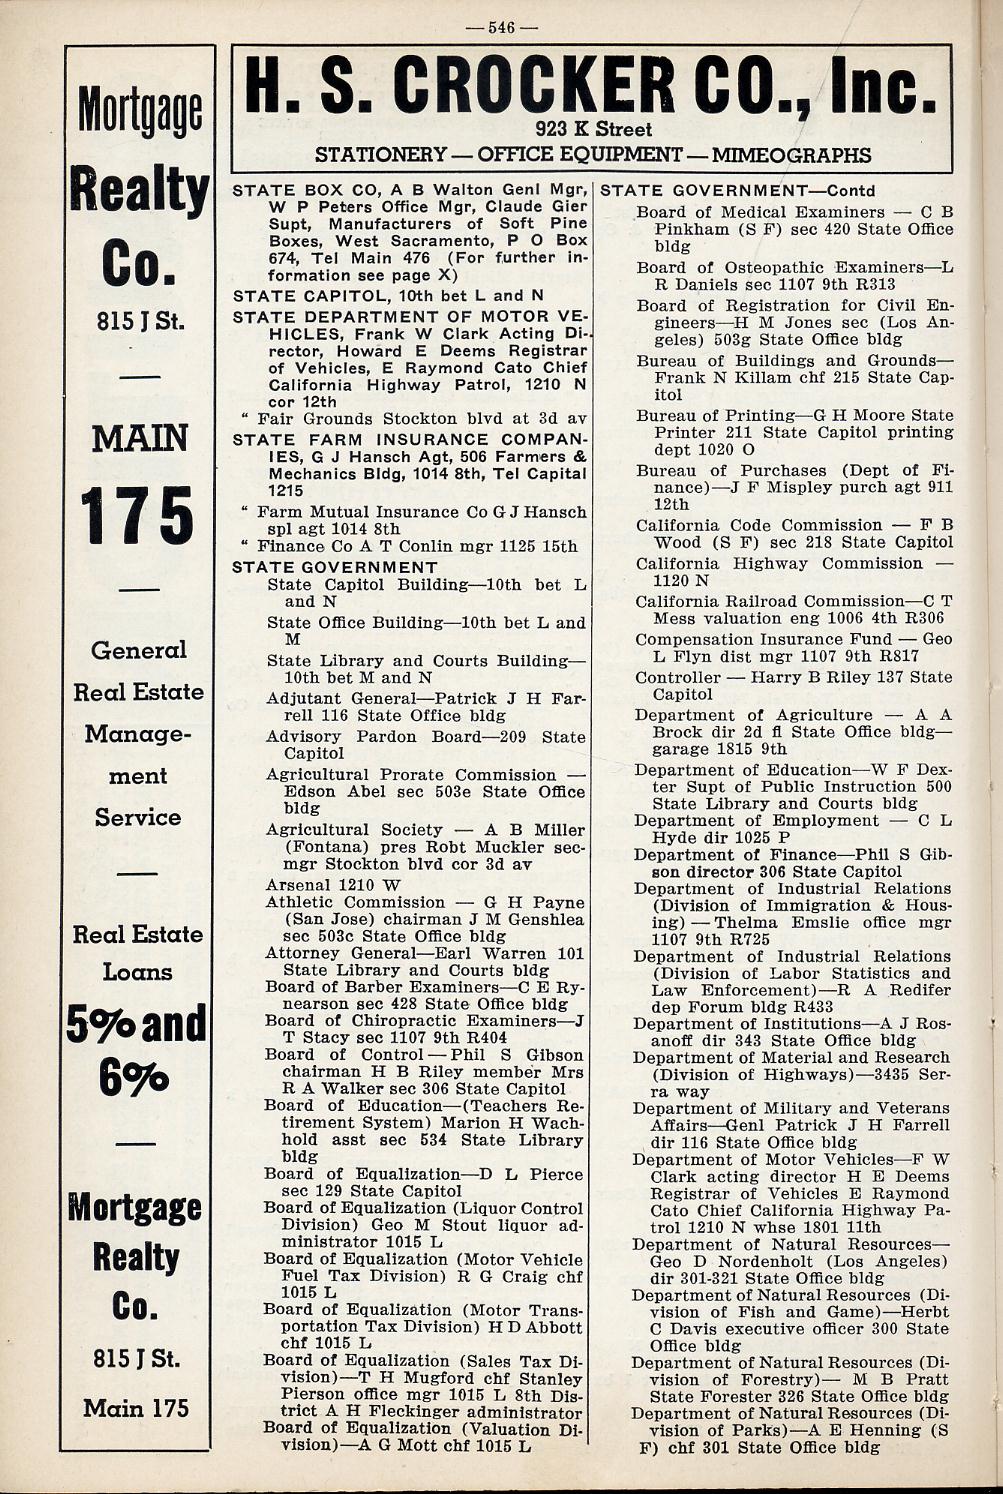 — 546 —
Mortgage
Realty
Co.
815 J St.
—
MAIN
175
—
General
Real Estate
Manage-
ment
Service
—
Real Estate
Loans
5% and
6%
—
Mortgage
Realty
Co.
815 J St.
Main 175
H. S. CROCKER CO., Inc.
923 K Street
STATIONERY — OFFICE EQUIPMENT — MIMEOGRAPHS
STATE BOX CO, A B Walton Genl Mgr,
W P Peters Office Mgr, Claude Gier
Supt, Manufacturers of Soft Pine
Boxes, West Sacramento, P O Box
674, Tel Main 476 (For further in-
formation see page X)
STATE CAPITOL, 10th bet L and N
STATE DEPARTMENT OF MOTOR VE-
HICLES, Frank W Clark Acting Di-
rector, Howard E Deems Registrar
of Vehicles, E Raymond Cato Chief
California Highway Patrol, 1210 N
cor 12th
“ Fair Grounds Stockton blvd at 3d av
STATE FARM INSURANCE COMPAN-
IES, G J Hansch Agt, 506 Farmers &
Mechanics Bldg, 1014 8th, Tel Capital
1215
“ Farm Mutual Insurance Co G J Hansch
spl agt 1014 8th
“ Finance Co A T Conlin mgr 1125 15th
STATE GOVERNMENT
State Capitol Building—10th bet L
and N
State Office Building—10th bet L and
M
State Library and Courts Building—
10th bet M and N
Adjutant General—Patrick J H Far-
rell 116 State Office bldg
Advisory Pardon Board—209 State
Capitol
Agricultural Prorate Commission —
Edson Abel sec 503e State Office
bldg
Agricultural Society — A B Miller
(Fontana) pres Robt Muckler sec-
mgr Stockton blvd cor 3d av
Arsenal 1210 W
Athletic Commission — G H Payne
(San Jose) chairman J M Genshlea
sec 503c State Office bldg
Attorney General—Earl Warren 101
State Library and Courts bldg
Board of Barber Examiners—C E Ry-
nearson sec 428 State Office bldg
Board of Chiropractic Examiners—J
T Stacy sec 1107 9th R404
Board of Control — Phil S Gibson
chairman H B Riley member Mrs
R A Walker sec 306 State Capitol
Board of Education—(Teachers Re-
tirement System) Marion H Wach-
hold asst sec 534 State Library
bldg
Board of Equalization—D L Pierce
sec 129 State Capitol
Board of Equalization (Liquor Control
Division) Geo M Stout liquor ad-
ministrator 1015 L
Board of Equalization (Motor Vehicle
Fuel Tax Division) R G Craig chf
1015 L
Board of Equalization (Motor Trans-
portation Tax Division) H D Abbott
chf 1015 L
Board of Equalization (Sales Tax Di-
vision)—T H Mugford chf Stanley
Pierson office mgr 1015 L 8th Dis-
trict A H Fleckinger administrator
Board of Equalization (Valuation Di-
vision)—A G Mott chf 1015 L
STATE GOVERNMENT—Contd
Board of Medical Examiners — C B
Pinkham (S F) sec 420 State Office
bldg
Board of Osteopathic Examiners—L
R Daniels sec 1107 9th R313
Board of Registration for Civil En-
gineers—H M Jones sec (Los An-
geles) 503g State Office bldg
Bureau of Buildings and Grounds—
Frank N Killam chf 215 State Cap-
itol
Bureau of Printing—G H Moore State
Printer 211 State Capitol printing
dept 1020 O
Bureau of Purchases (Dept of Fi-
nance)—J F Mispley purch agt 911
12th
California Code Commission — F B
Wood (S F) sec 218 State Capitol
California Highway Commission —
1120 N
California Railroad Commission—C T
Mess valuation eng 1006 4th R306
Compensation Insurance Fund — Geo
L Flyn dist mgr 1107 9th R817
Controller — Harry B Riley 137 State
Capitol
Department of Agriculture — A A
Brock dir 2d fl State Office bldg—
garage 1815 9th
Department of Education—W F Dex-
ter Supt of Public Instruction 500
State Library and Courts bldg
Department of Employment — C L
Hyde dir 1025 P
Department of Finance—Phil S Gib-
son director 306 State Capitol
Department of Industrial Relations
(Division of Immigration & Hous-
ing) — Thelma Emslie office mgr
1107 9th R725
Department of Industrial Relations
(Division of Labor Statistics and
Law Enforcement)—R A Redifer
dep Forum bldg R433
Department of Institutions—A J Ros-
anoff dir 343 State Office bldg
Department of Material and Research
(Division of Highways)—3435 Ser-
ra way
Department of Military and Veterans
Affairs—Genl Patrick J H Farrell
dir 116 State Office bldg
Department of Motor Vehicles—F W
Clark acting director H E Deems
Registrar of Vehicles E Raymond
Cato Chief California Highway Pa-
trol 1210 N whse 1801 11th
Department of Natural Resources—
Geo D Nordenholt (Los Angeles)
dir 301-321 State Office bldg
Department of Natural Resources (Di-
vision of Fish and Game)—Herbt
C Davis executive officer 300 State
Office bldg
Department of Natural Resources (Di-
vision of Forestry)— M B Pratt
State Forester 326 State Office bldg
Department of Natural Resources (Di-
vision of Parks)—A E Henning (S
F) chf 301 State Office bldg